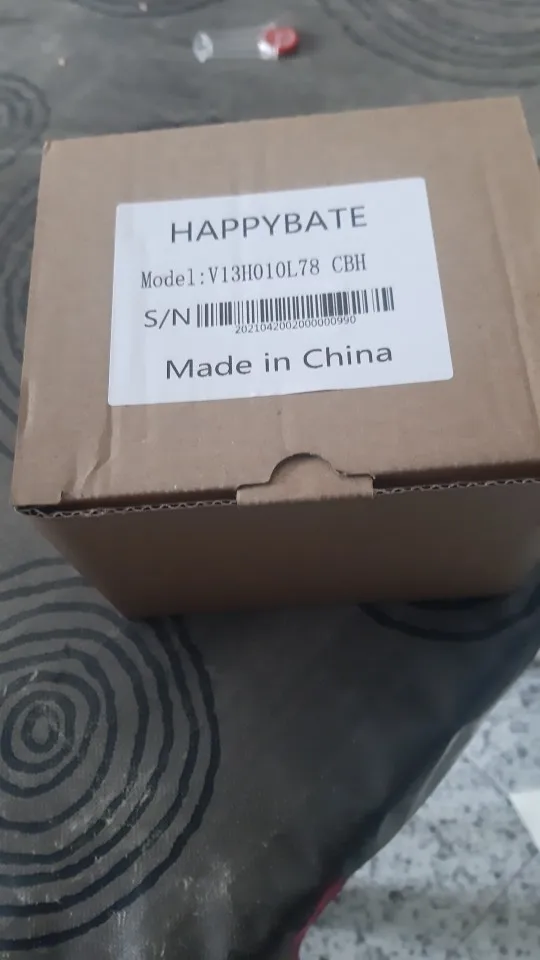 HAPPYBATE
Model:V13H010L78 CBH
S/N
2021042002000000990
Made in China